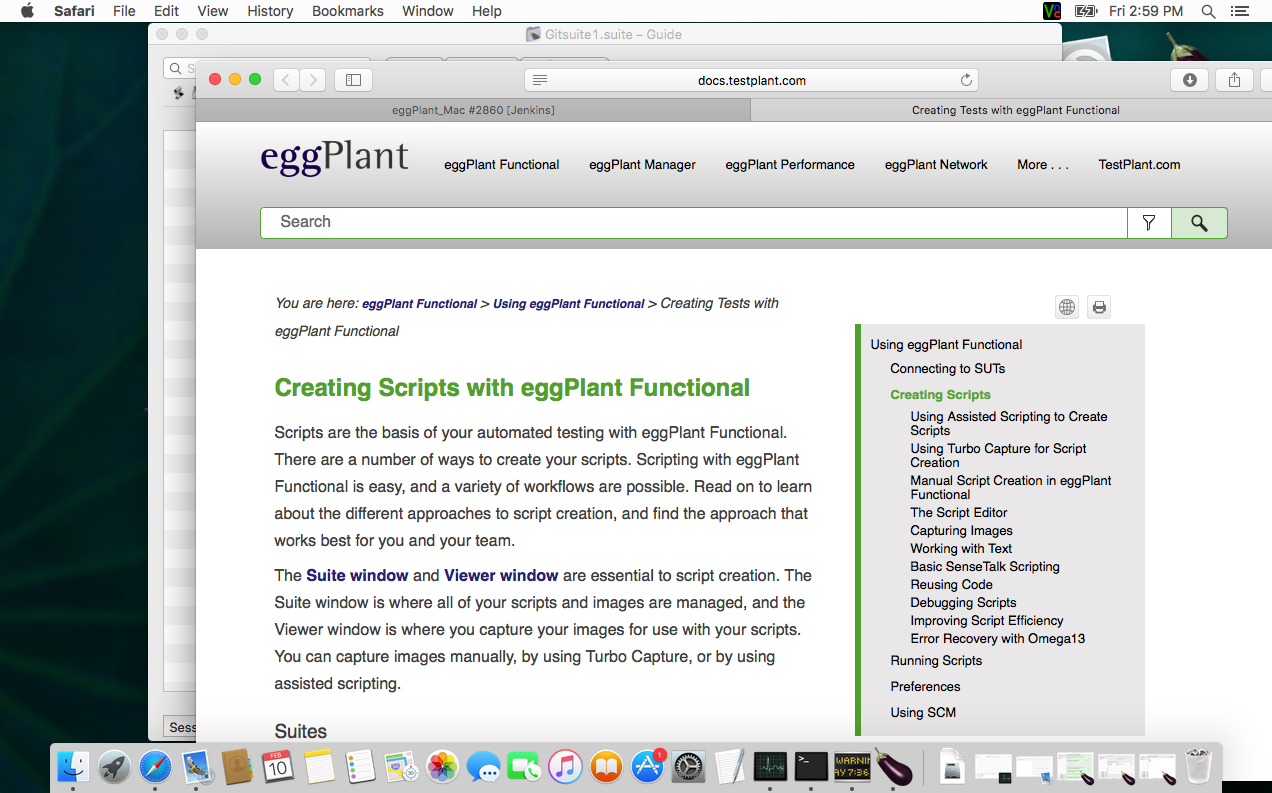 Safari File Edit View History Bookmarks Window Help Fri 2:59 PM
Gitsuite1.suite – Guide
docs.testplant.com
eggPlant_Mac #2860 [Jenkins] Creating Tests with eggPlant Functional
eggPlant eggPlant Functional eggPlant Manager eggPlant Performance eggPlant Network More . . . TestPlant.com
Search
You are here: eggPlant Functional > Using eggPlant Functional > Creating Tests with
eggPlant Functional
Creating Scripts with eggPlant Functional
Scripts are the basis of your automated testing with eggPlant Functional.
There are a number of ways to create your scripts. Scripting with eggPlant
Functional is easy, and a variety of workflows are possible. Read on to learn
about the different approaches to script creation, and find the approach that
works best for you and your team.
The Suite window and Viewer window are essential to script creation. The
Suite window is where all of your scripts and images are managed, and the
Viewer window is where you capture your images for use with your scripts.
You can capture images manually, by using Turbo Capture, or by using
assisted scripting.
Suites
Using eggPlant Functional
Connecting to SUTs
Creating Scripts
Using Assisted Scripting to Create
Scripts
Using Turbo Capture for Script
Creation
Manual Script Creation in eggPlant
Functional
The Script Editor
Capturing Images
Working with Text
Basic SenseTalk Scripting
Reusing Code
Debugging Scripts
Improving Script Efficiency
Error Recovery with Omega13
Running Scripts
Preferences
Using SCM
Sess
FEB
10
1
WARNIN
AY 7:36